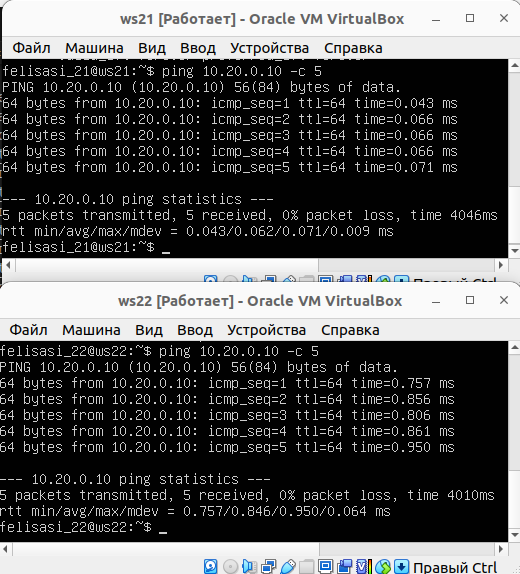 ws21 [Работает] - Oracle VM VirtualBox
Файл Машина Вид Ввод Устройства Справка
felisasi_21@ws21:~$ ping 10.20.0.10 -c 5
PING 10.20.0.10 (10.20.0.10) 56(84) bytes of data.
64 bytes from 10.20.0.10: icmp_seq=1 ttl=64 time=0.043 ms
64 bytes from 10.20.0.10: icmp_seq=2 ttl=64 time=0.066 ms
64 bytes from 10.20.0.10: icmp_seq=3 ttl=64 time=0.066 ms
64 bytes from 10.20.0.10: icmp_seq=4 ttl=64 time=0.066 ms
64 bytes from 10.20.0.10: icmp_seq=5 ttl=64 time=0.071 ms
--- 10.20.0.10 ping statistics ---
5 packets transmitted, 5 received, 0% packet loss, time 4046ms
rtt min/avg/max/mdev = 0.043/0.062/0.071/0.009 ms
felisasi_21@ws21:~$ _
Правый Ctrl
ws22 [Работает] - Oracle VM VirtualBox
Файл Машина Вид Ввод Устройства Справка
felisasi_22@ws22:~$ ping 10.20.0.10 -c 5
PING 10.20.0.10 (10.20.0.10) 56(84) bytes of data.
64 bytes from 10.20.0.10: icmp_seq=1 ttl=64 time=0.757 ms
64 bytes from 10.20.0.10: icmp_seq=2 ttl=64 time=0.856 ms
64 bytes from 10.20.0.10: icmp_seq=3 ttl=64 time=0.806 ms
64 bytes from 10.20.0.10: icmp_seq=4 ttl=64 time=0.861 ms
64 bytes from 10.20.0.10: icmp_seq=5 ttl=64 time=0.950 ms
--- 10.20.0.10 ping statistics ---
5 packets transmitted, 5 received, 0% packet loss, time 4010ms
rtt min/avg/max/mdev = 0.757/0.846/0.950/0.064 ms
felisasi_22@ws22:~$ _
Правый Ctrl